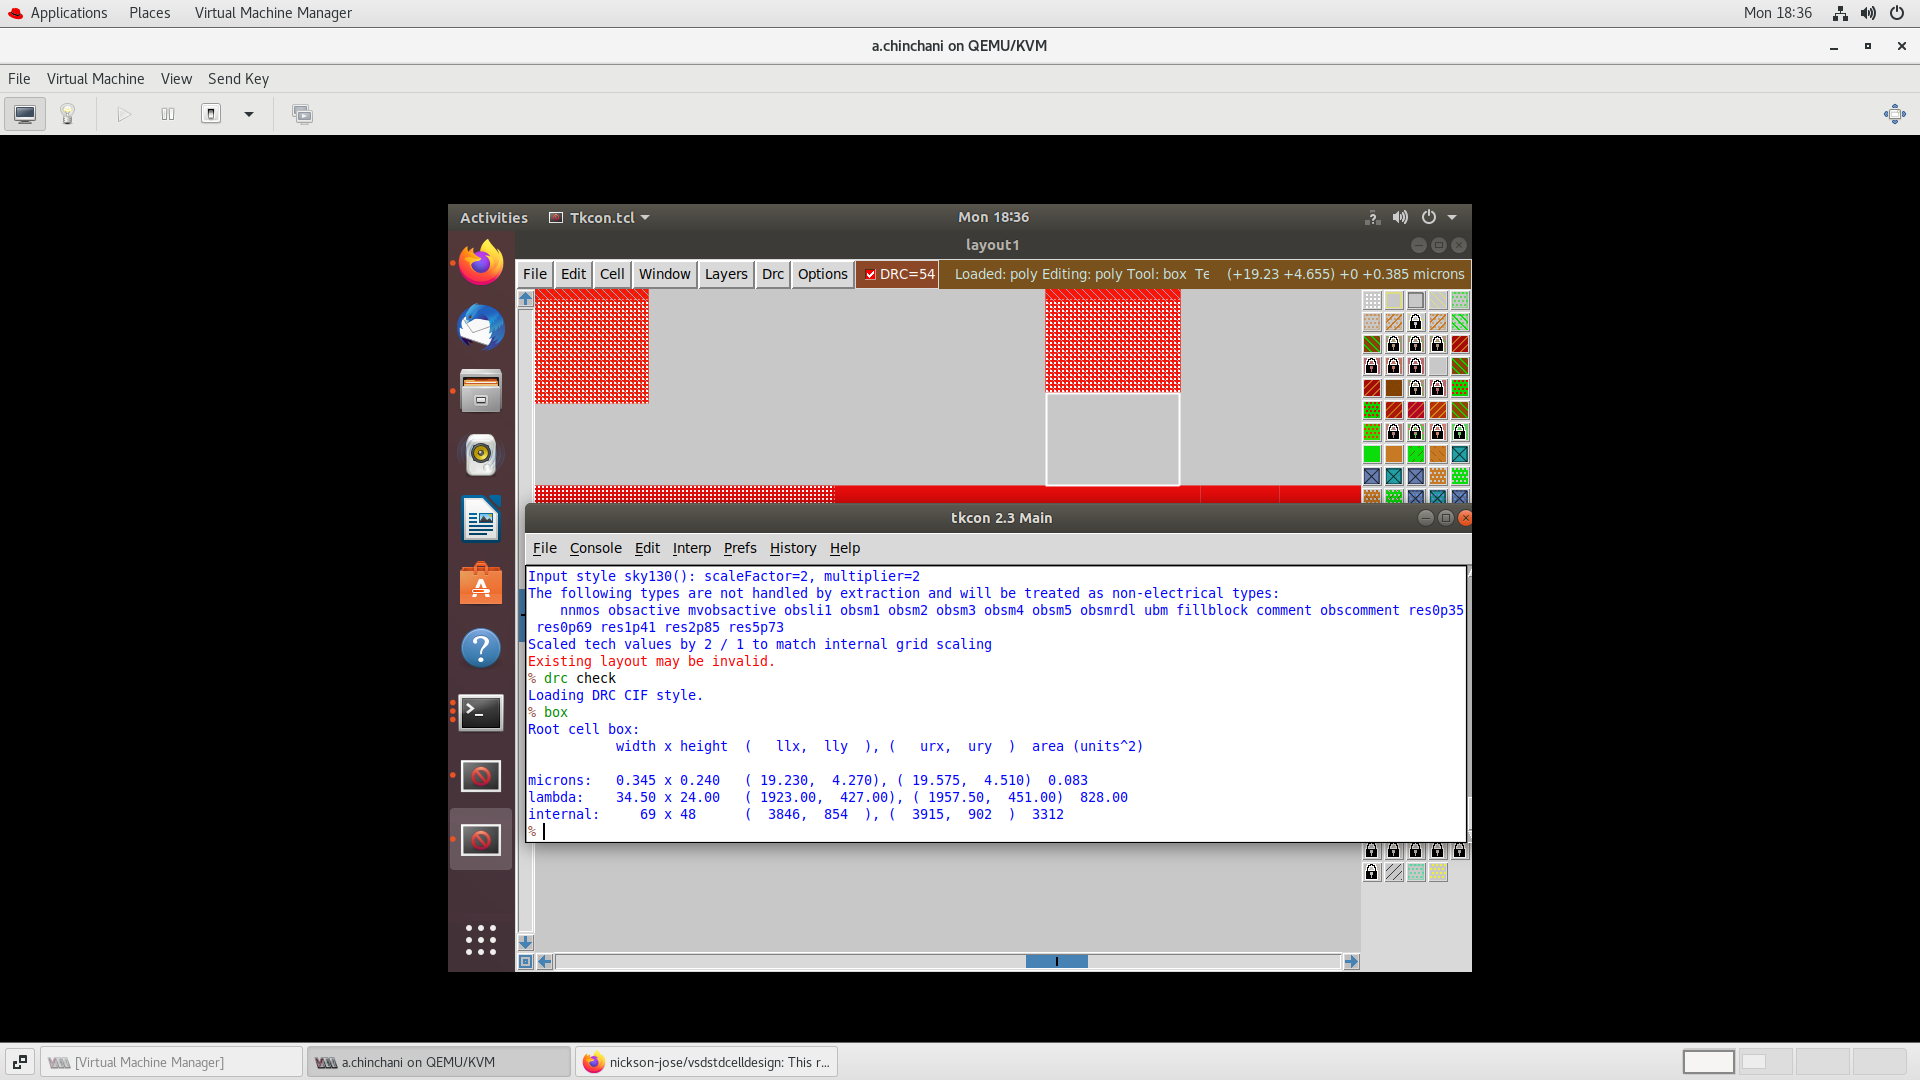 Applications Places Virtual Machine Manager Mon 18:36
a.chinchani on QEMU/KVM
File Virtual Machine View Send Key
Activities Tkcon.tcl Mon 18:36
layout1
File Edit Cell Window Layers Drc Options DRC=54 Loaded: poly Editing: poly Tool: box Te (+19.23 +4.655) +0 +0.385 microns
tkcon 2.3 Main
File Console Edit Interp Prefs History Help
Input style sky130(): scaleFactor=2, multiplier=2
The following types are not handled by extraction and will be treated as non-electrical types:
nnmos obsactive mvobsactive obsli1 obsm1 obsm2 obsm3 obsm4 obsm5 obsmrdl ubm fillblock comment obscomment res0p35
res0p69 res1p41 res2p85 res5p73
Scaled tech values by 2 / 1 to match internal grid scaling
Existing layout may be invalid.
% drc check
Loading DRC CIF style.
% box
Root cell box:
width x height ( llx, lly ), ( urx, ury ) area (units^2)
microns: 0.345 x 0.240 ( 19.230, 4.270), ( 19.575, 4.510) 0.083
lambda: 34.50 x 24.00 ( 1923.00, 427.00), ( 1957.50, 451.00) 828.00
internal: 69 x 48 ( 3846, 854 ), ( 3915, 902 ) 3312
%
[Virtual Machine Manager] a.chinchani on QEMU/KVM nickson-jose/vsdstdcelldesign: This r...